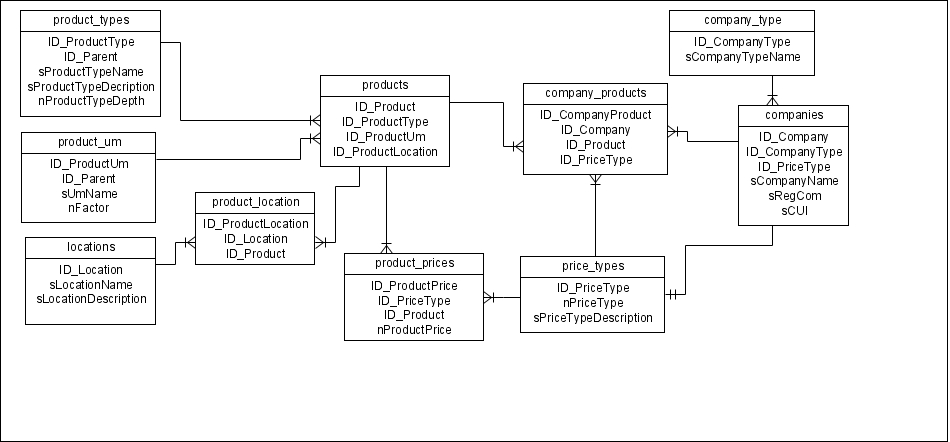 product_types
ID_ProductType
ID_Parent
sProductTypeName
sProductTypeDecription
nProductTypeDepth
product_um
ID_ProductUm
ID_Parent
sUmName
nFactor
locations
ID_Location
sLocationName
sLocationDescription
product_location
ID_ProductLocation
ID_Location
ID_Product
products
ID_Product
ID_ProductType
ID_ProductUm
ID_ProductLocation
product_prices
ID_ProductPrice
ID_PriceType
ID_Product
nProductPrice
company_products
ID_CompanyProduct
ID_Company
ID_Product
ID_PriceType
price_types
ID_PriceType
nPriceType
sPriceTypeDescription
company_type
ID_CompanyType
sCompanyTypeName
companies
ID_Company
ID_CompanyType
ID_PriceType
sCompanyName
sRegCom
sCUI